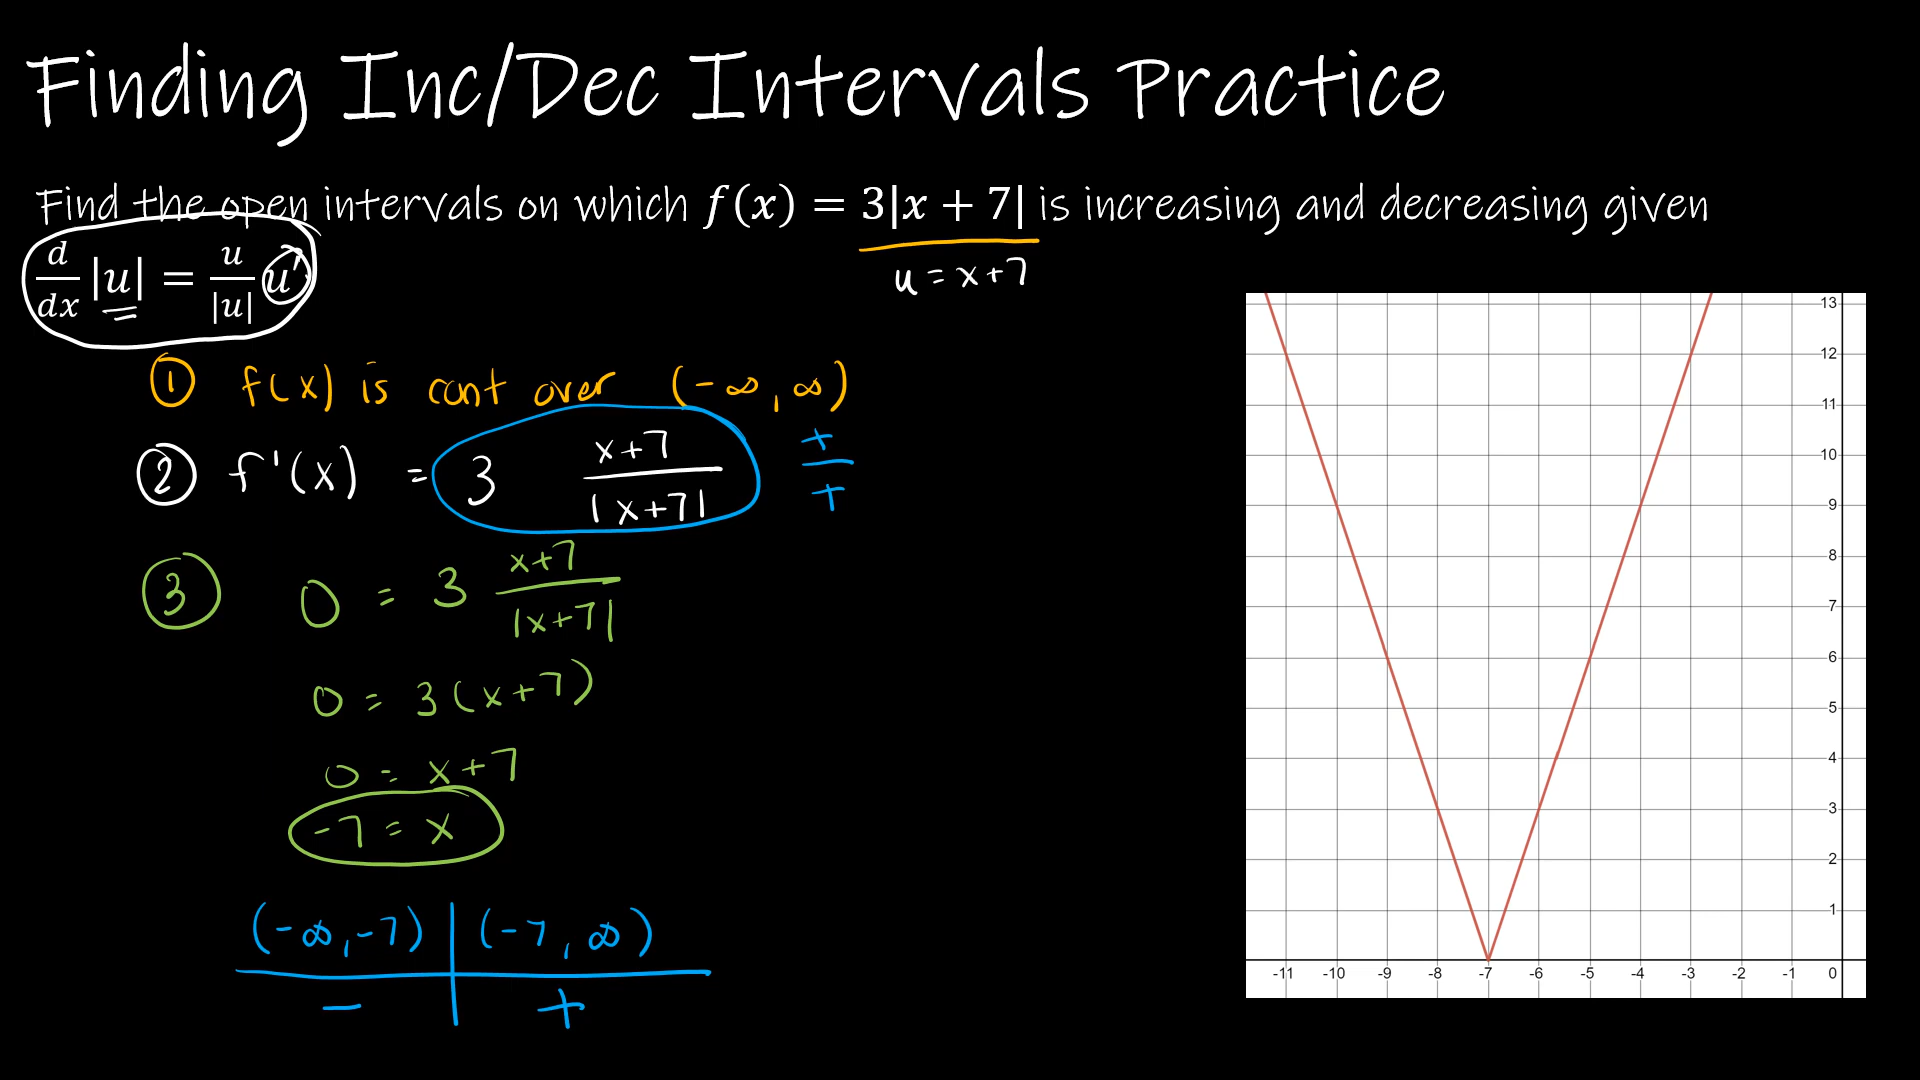 Finding Inc/Dec Intervals Practice
Find the open intervals on which f(x) = 3|x + 7| is increasing and decreasing given
d/dx |u| = u/|u| u'
u = x+7
① f(x) is cont over (-∞, ∞)
② f'(x) = 3 x+7/|x+7| +/+
③ 0 = 3 x+7/|x+7|
0 = 3(x+7)
0 = x+7
-7 = x
(-∞, -7) | (-7, ∞)
- | +
13
12
11
10
9
8
7
6
5
4
3
2
1
-11 -10 -9 -8 -7 -6 -5 -4 -3 -2 -1 0